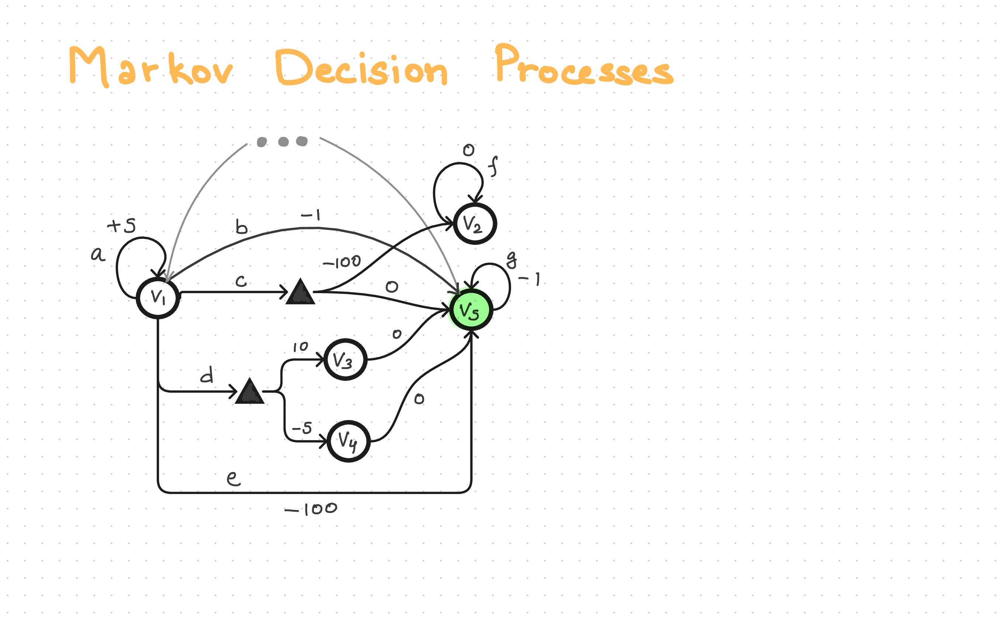 Markov Decision Processes
0
f
+5
a
b
-1
V2
-100
g
-1
c
0
V1
V5
0
10
V3
d
0
-5
V4
e
-100